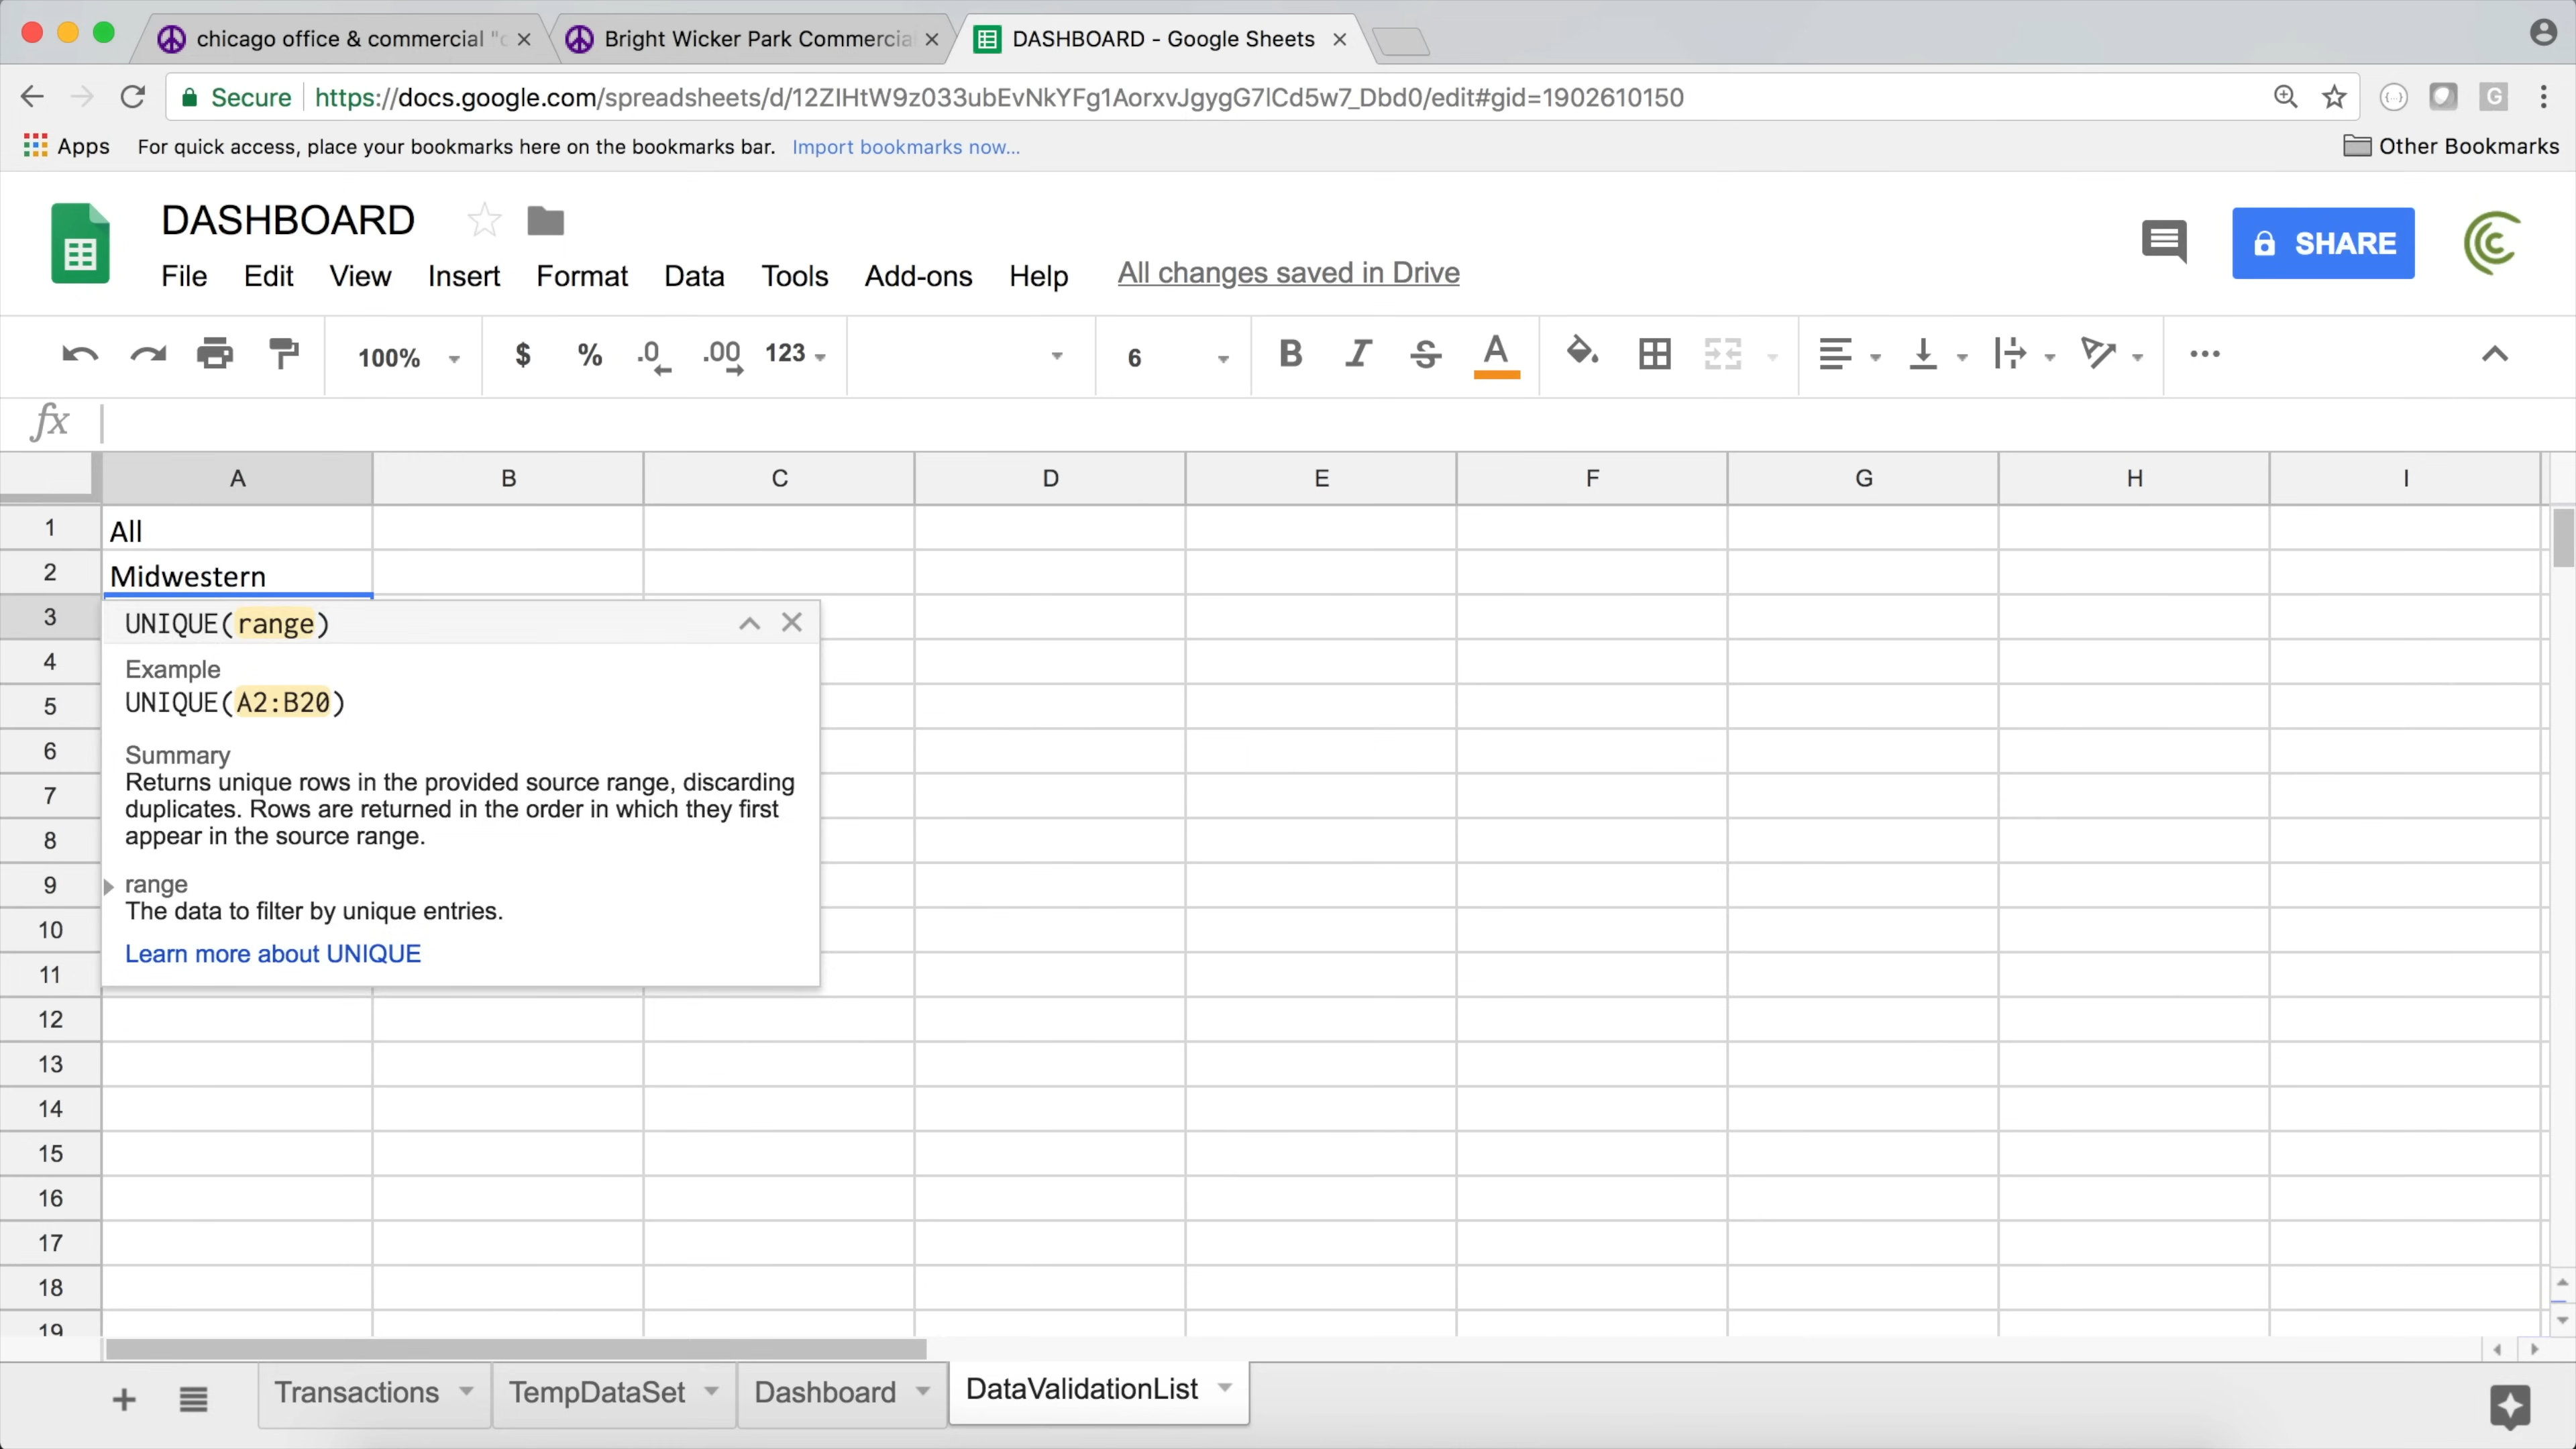 chicago office & commercial "c
Bright Wicker Park Commercial
DASHBOARD - Google Sheets
Secure https://docs.google.com/spreadsheets/d/12ZIHtW9z033ubEvNkYFg1AorxvJgygG7lCd5w7_Dbd0/edit#gid=1902610150
G
Apps For quick access, place your bookmarks here on the bookmarks bar. Import bookmarks now... Other Bookmarks
DASHBOARD
SHARE
File Edit View Insert Format Data Tools Add-ons Help All changes saved in Drive
100% $ % .0 .00 123 6 B I S A
fx
A B C D E F G H I
1 All
2 Midwestern
3 UNIQUE(range)
4 Example
5 UNIQUE(A2:B20)
6 Summary
7 Returns unique rows in the provided source range, discarding
duplicates. Rows are returned in the order in which they first
8 appear in the source range.
9 range
The data to filter by unique entries.
10
Learn more about UNIQUE
11
12
13
14
15
16
17
18
19
Transactions TempDataSet Dashboard DataValidationList